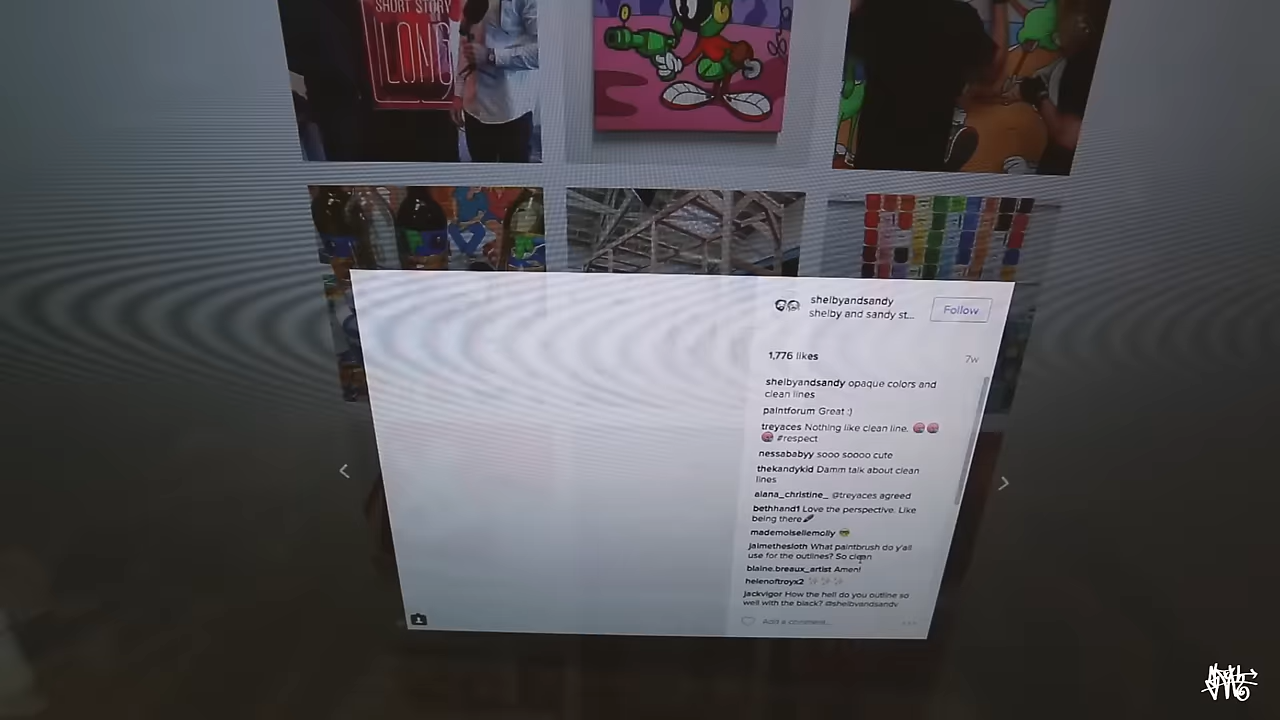 SHORT STORY
LONG
shelbyandsandy
shelby and sandy st...
Follow
1,776 likes
7w
shelbyandsandy opaque colors and
clean lines
paintforum Great :)
treyaces Nothing like clean line.
#respect
nessababyy sooo soooo cute
thekandykid Damm talk about clean
lines
alana_christine_ @treyaces agreed
bethhand1 Love the perspective. Like
being there
mademoisellemolly
jaimethesloth What paintbrush do y'all
use for the outlines? So clean
blaine.breaux_artist Amen!
helenoftroyx2
jackvigor How the hell do you outline so
well with the black? @shelbyandsandy
Add a comment...